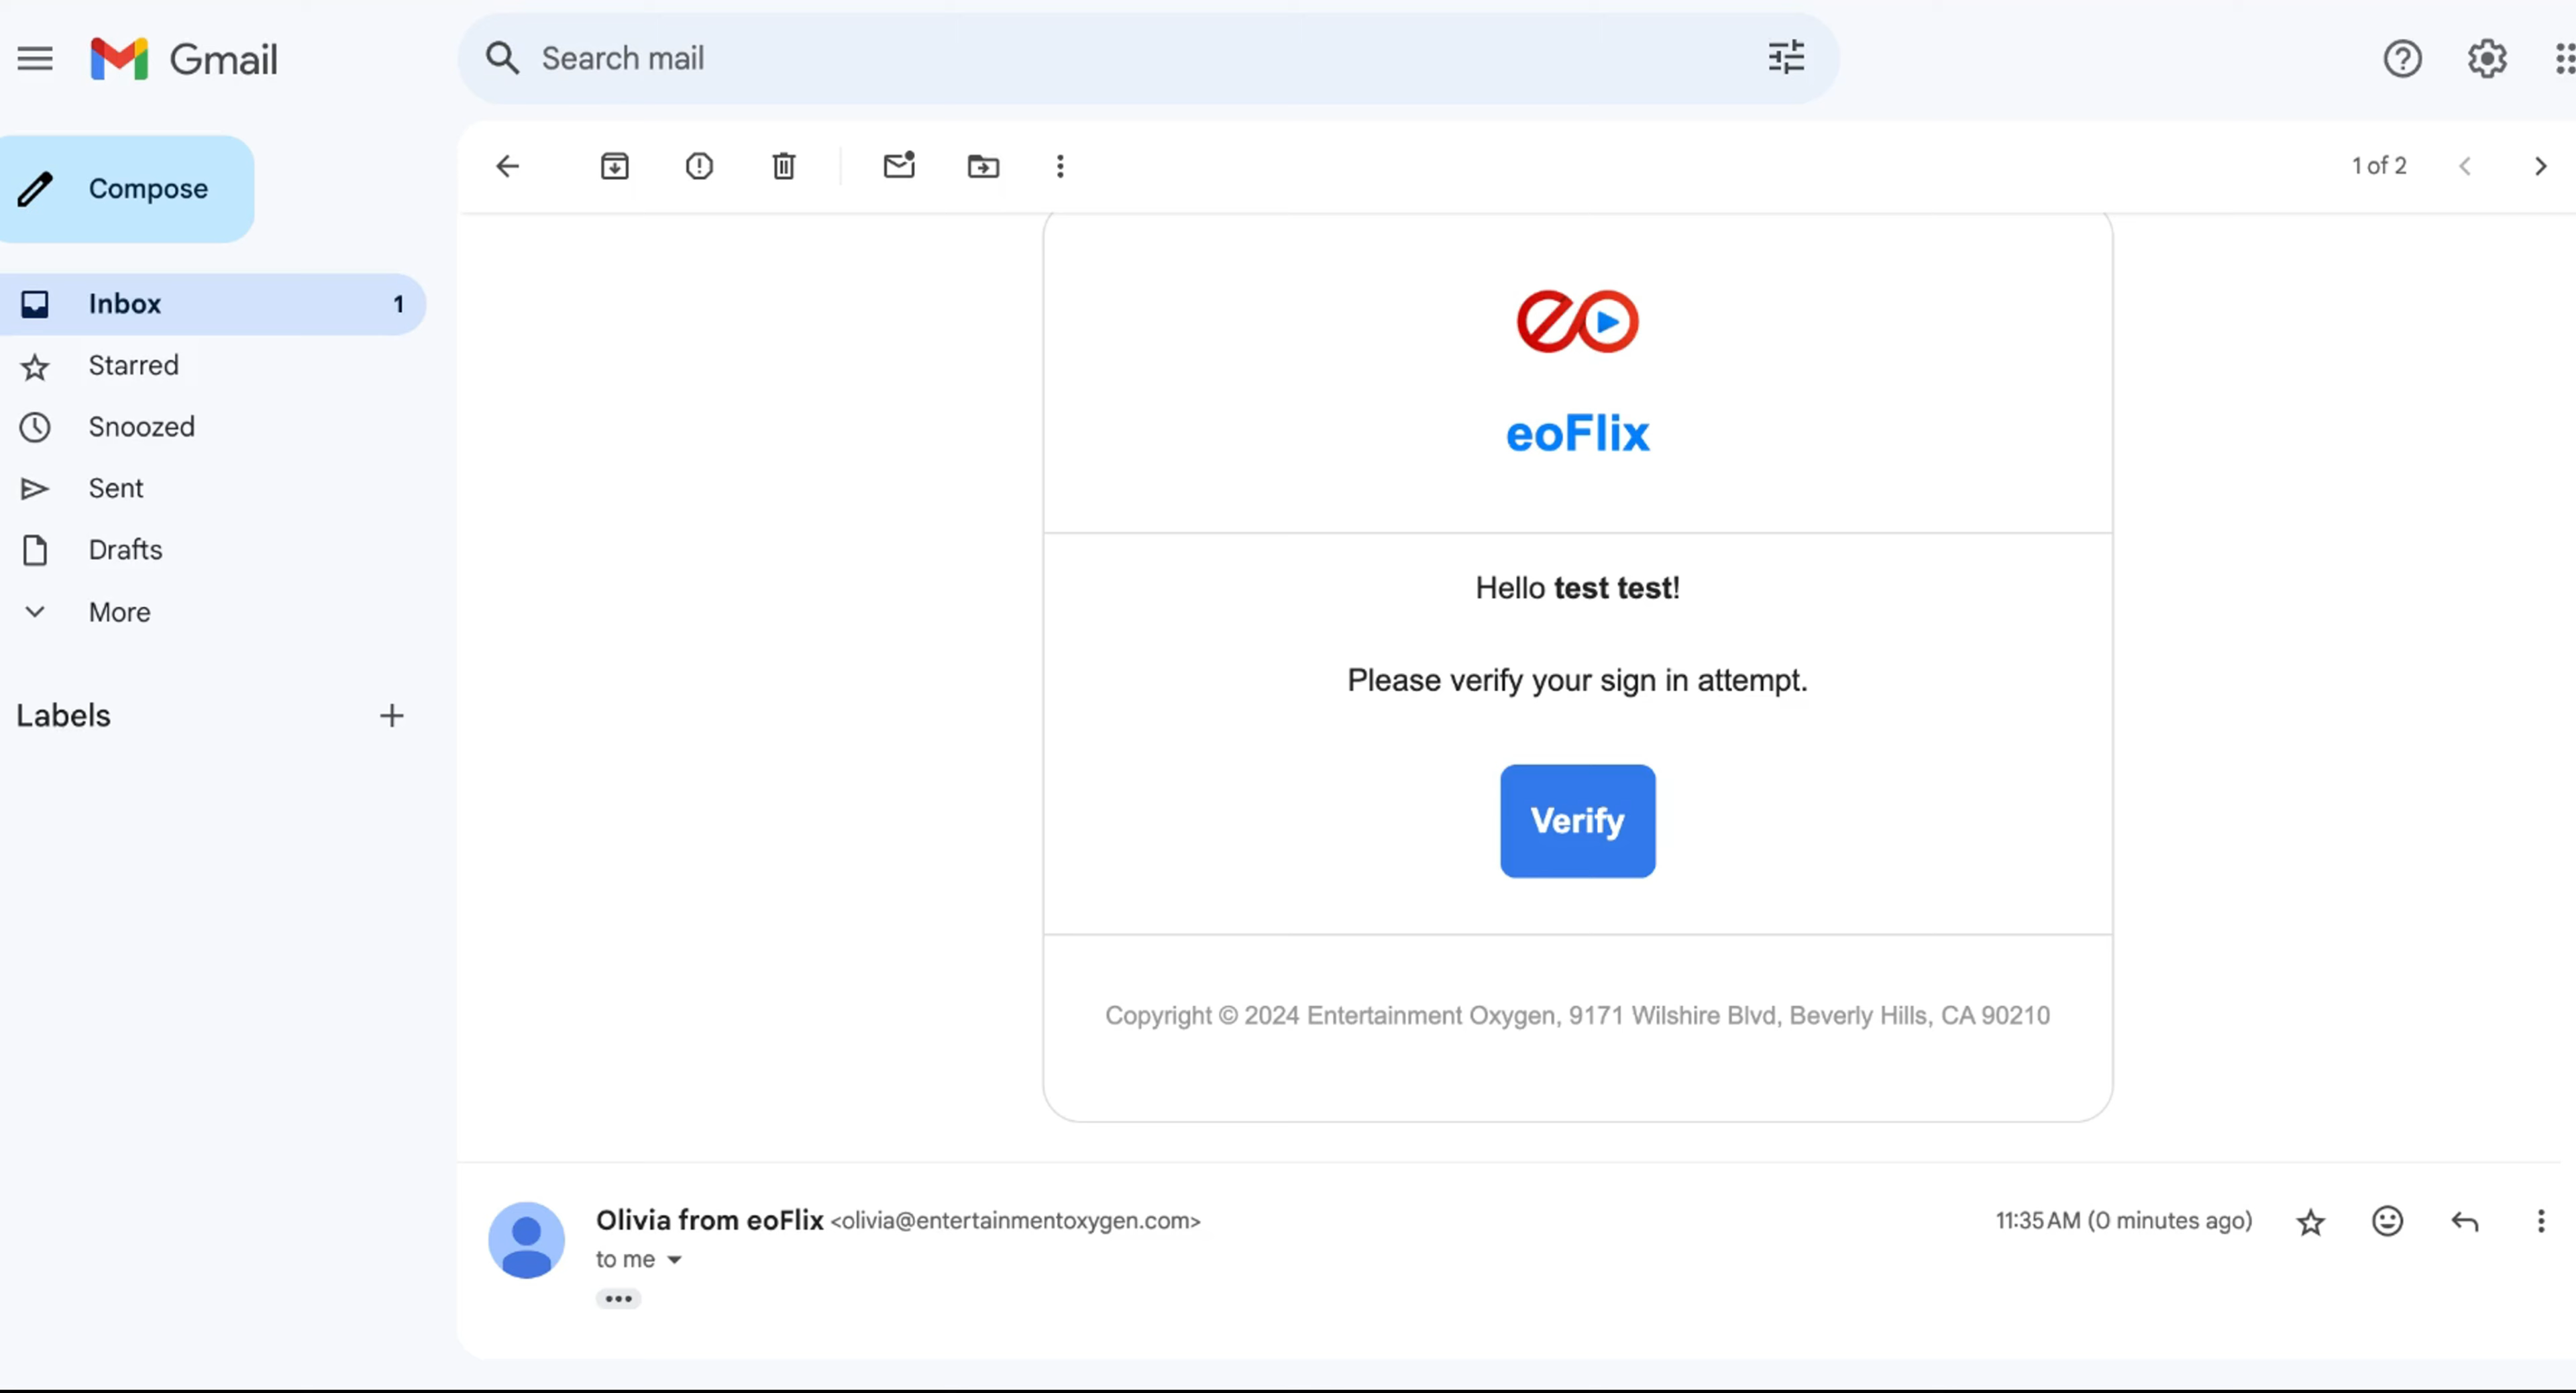 Gmail
Search mail
Compose
1 of 2
Inbox 1
Starred
Snoozed
Sent
Drafts
More
Labels
eo
eoFlix
Hello test test!
Please verify your sign in attempt.
Verify
Copyright © 2024 Entertainment Oxygen, 9171 Wilshire Blvd, Beverly Hills, CA 90210
Olivia from eoFlix <olivia@entertainmentoxygen.com>
11:35 AM (0 minutes ago)
to me